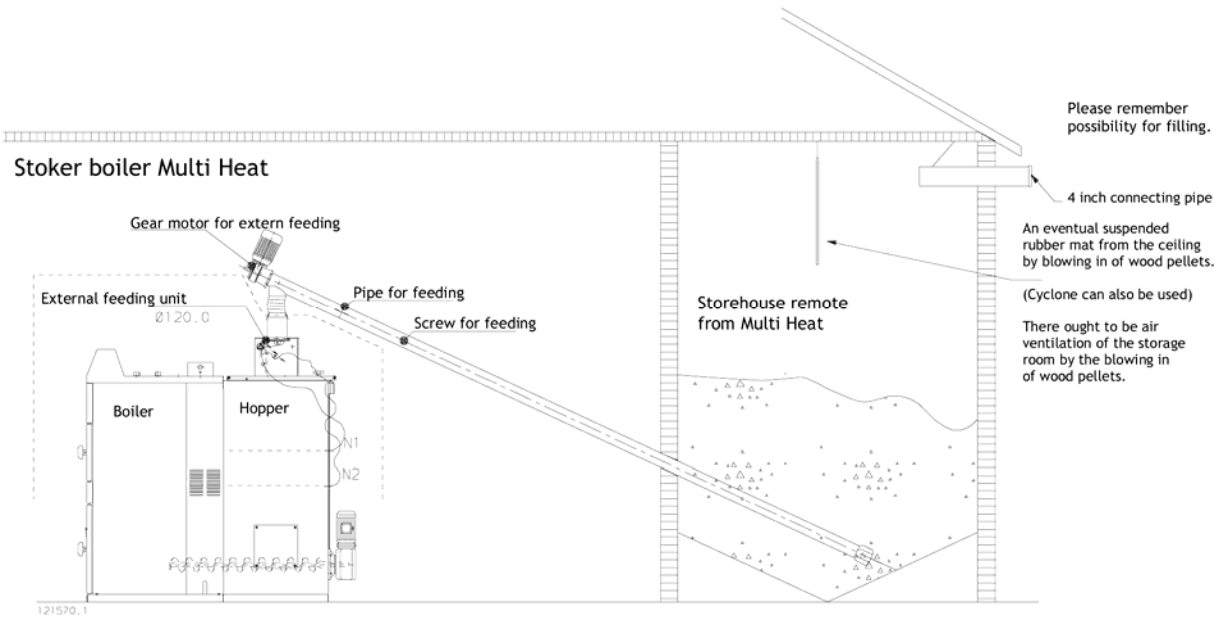 Please remember
possibility for filling.
Stoker boiler Multi Heat
4 inch connecting pipe
Gear motor for extern feeding
An eventual suspended
rubber mat from the ceiling
by blowing in of wood pellets.
Pipe for feeding
External feeding unit
(Cyclone can also be used)
Storehouse remote
from Multi Heat
Ø120.0
Screw for feeding
There ought to be air
ventilation of the storage
room by the blowing in
of wood pellets.
Boiler
Hopper
N1
N2
121570.1